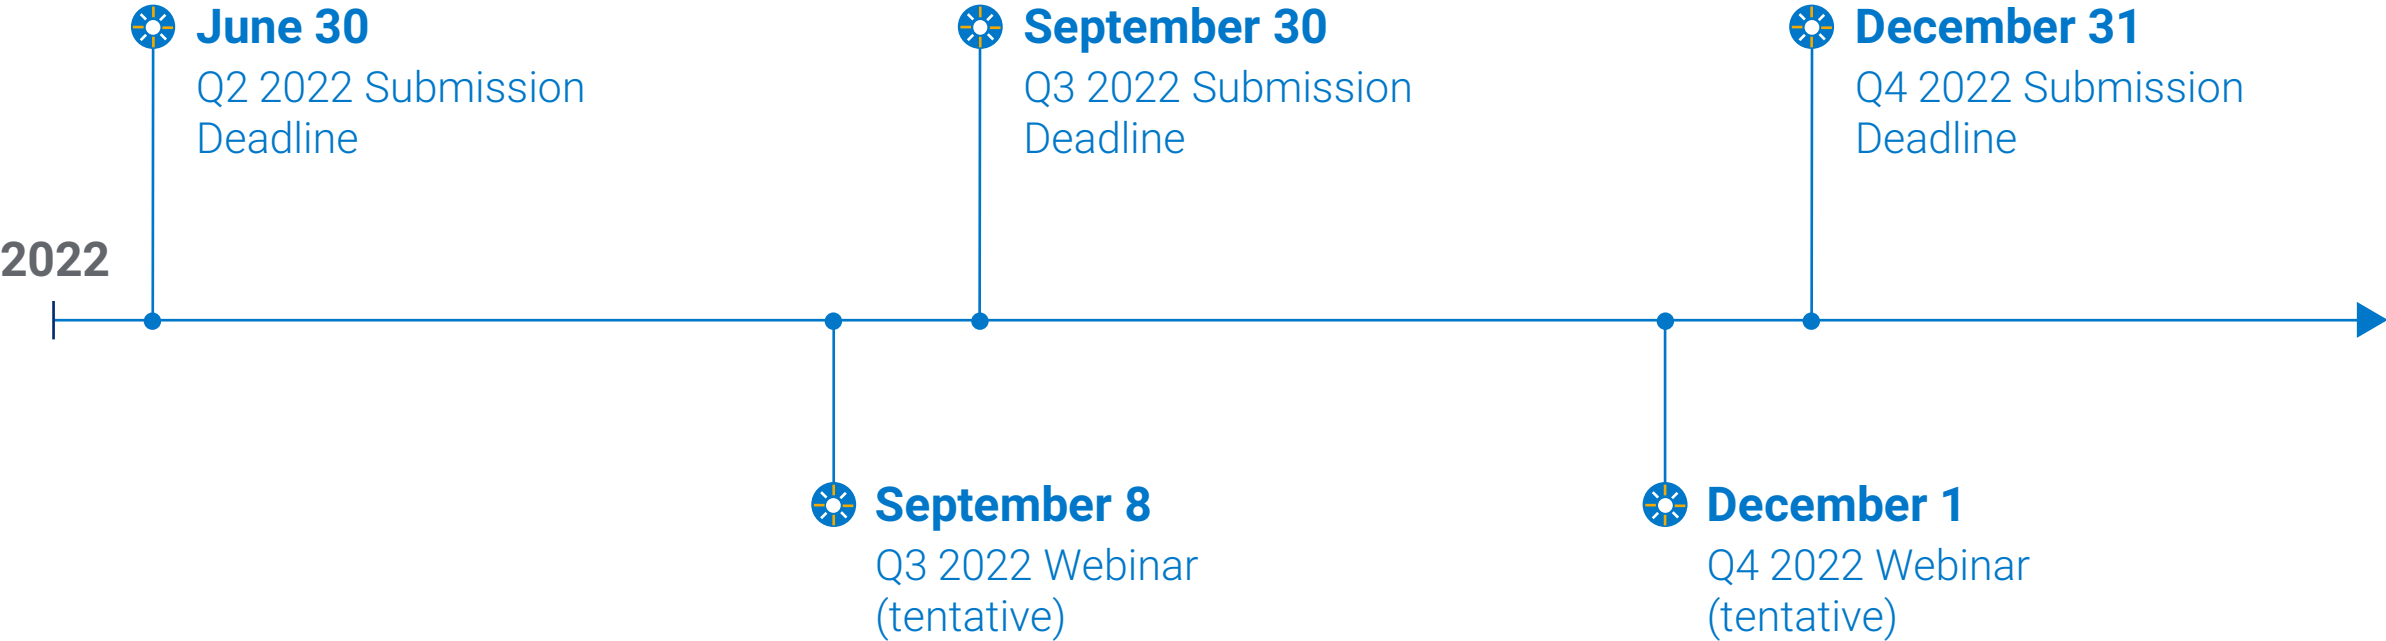 June 30
Q2 2022 Submission
Deadline
September 30
Q3 2022 Submission
Deadline
December 31
Q4 2022 Submission
Deadline
2022
September 8
Q3 2022 Webinar
(tentative)
December 1
Q4 2022 Webinar
(tentative)